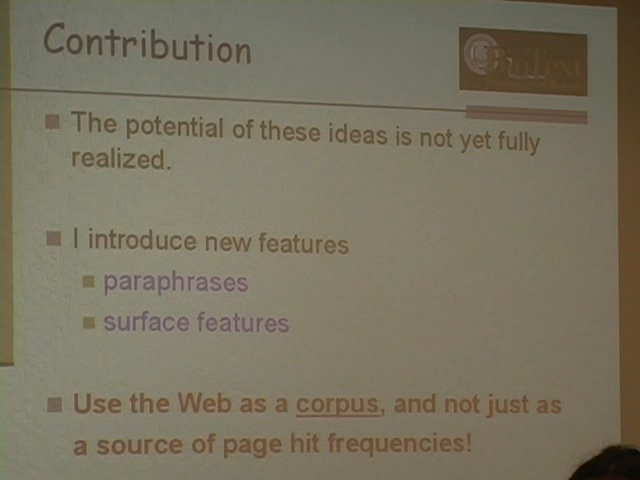 Contribution
BioText
The potential of these ideas is not yet fully
realized.
I introduce new features
paraphrases
surface features
Use the Web as a corpus, and not just as
a source of page hit frequencies!